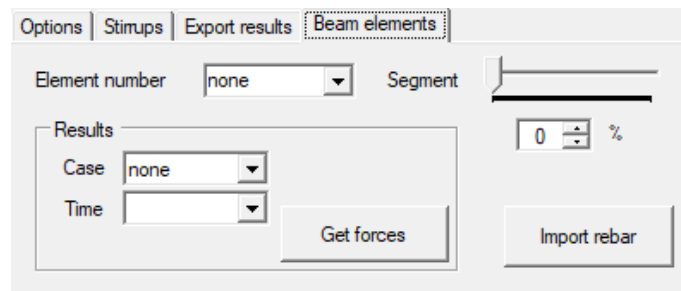 Options Stirrups Export results Beam elements
Element number none Segment
Results
0 %
Case none
Time
Get forces
Import rebar